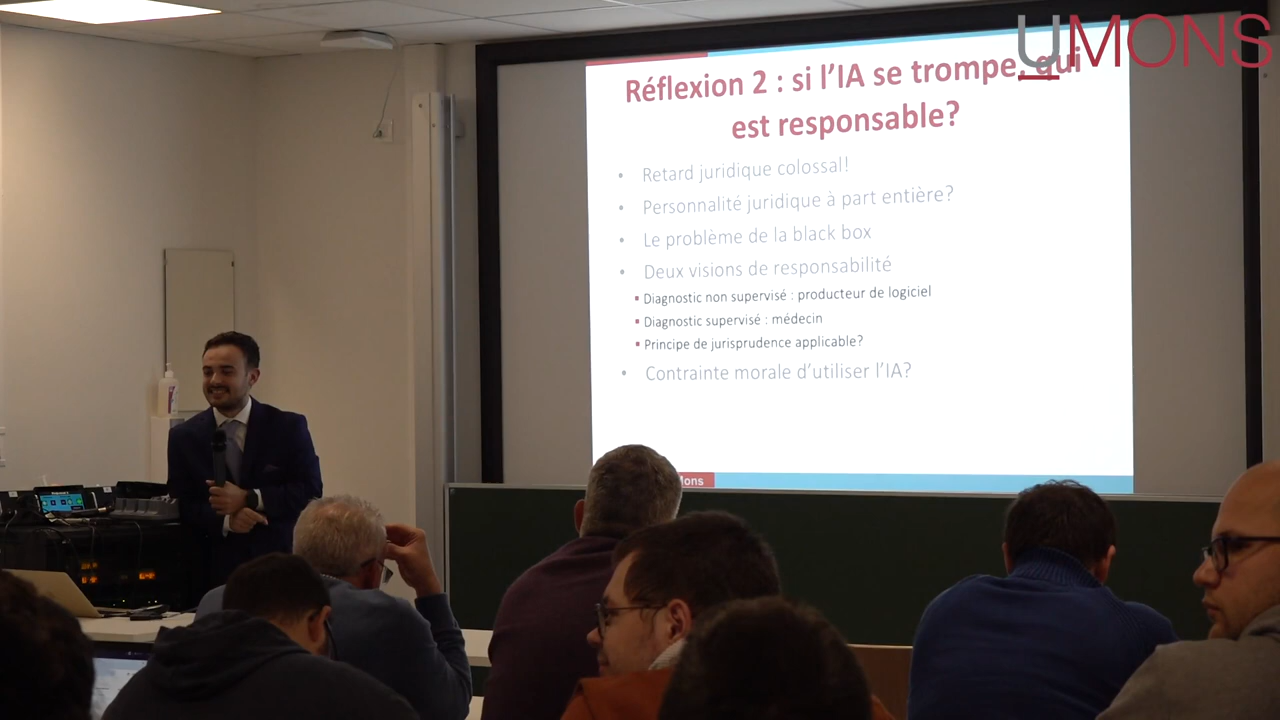 UMONS
Réflexion 2 : si l'IA se trompe, qui
est responsable?
• Retard juridique colossal!
• Personnalité juridique à part entière?
• Le problème de la black box
• Deux visions de responsabilité
▪ Diagnostic non supervisé : producteur de logiciel
▪ Diagnostic supervisé : médecin
▪ Principe de jurisprudence applicable?
• Contrainte morale d'utiliser l'IA?
Mons